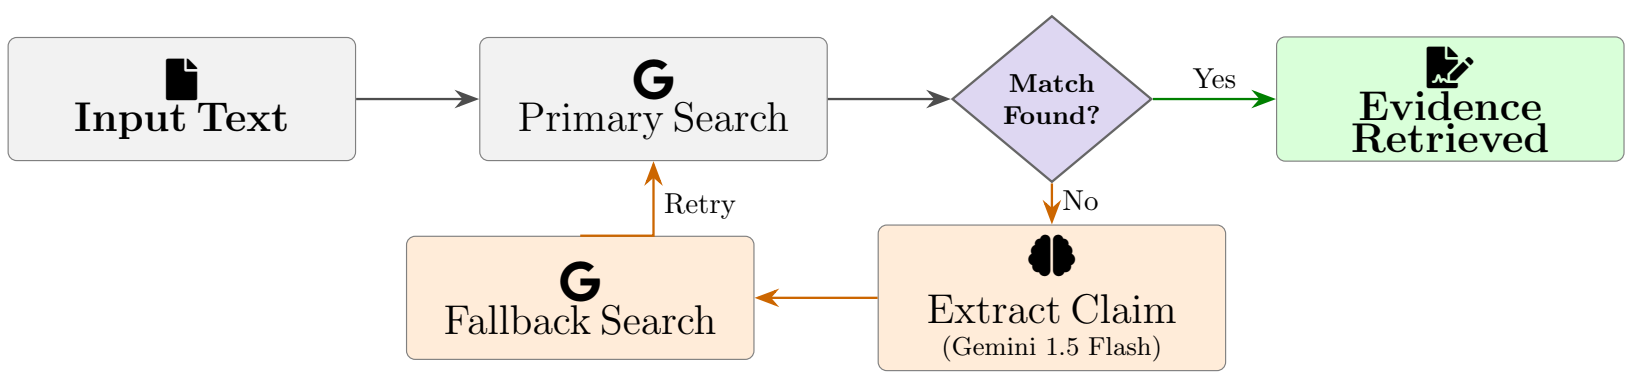 Input Text
Primary Search
Match
Found?
Yes
Evidence
Retrieved
No
Retry
Fallback Search
Extract Claim
(Gemini 1.5 Flash)